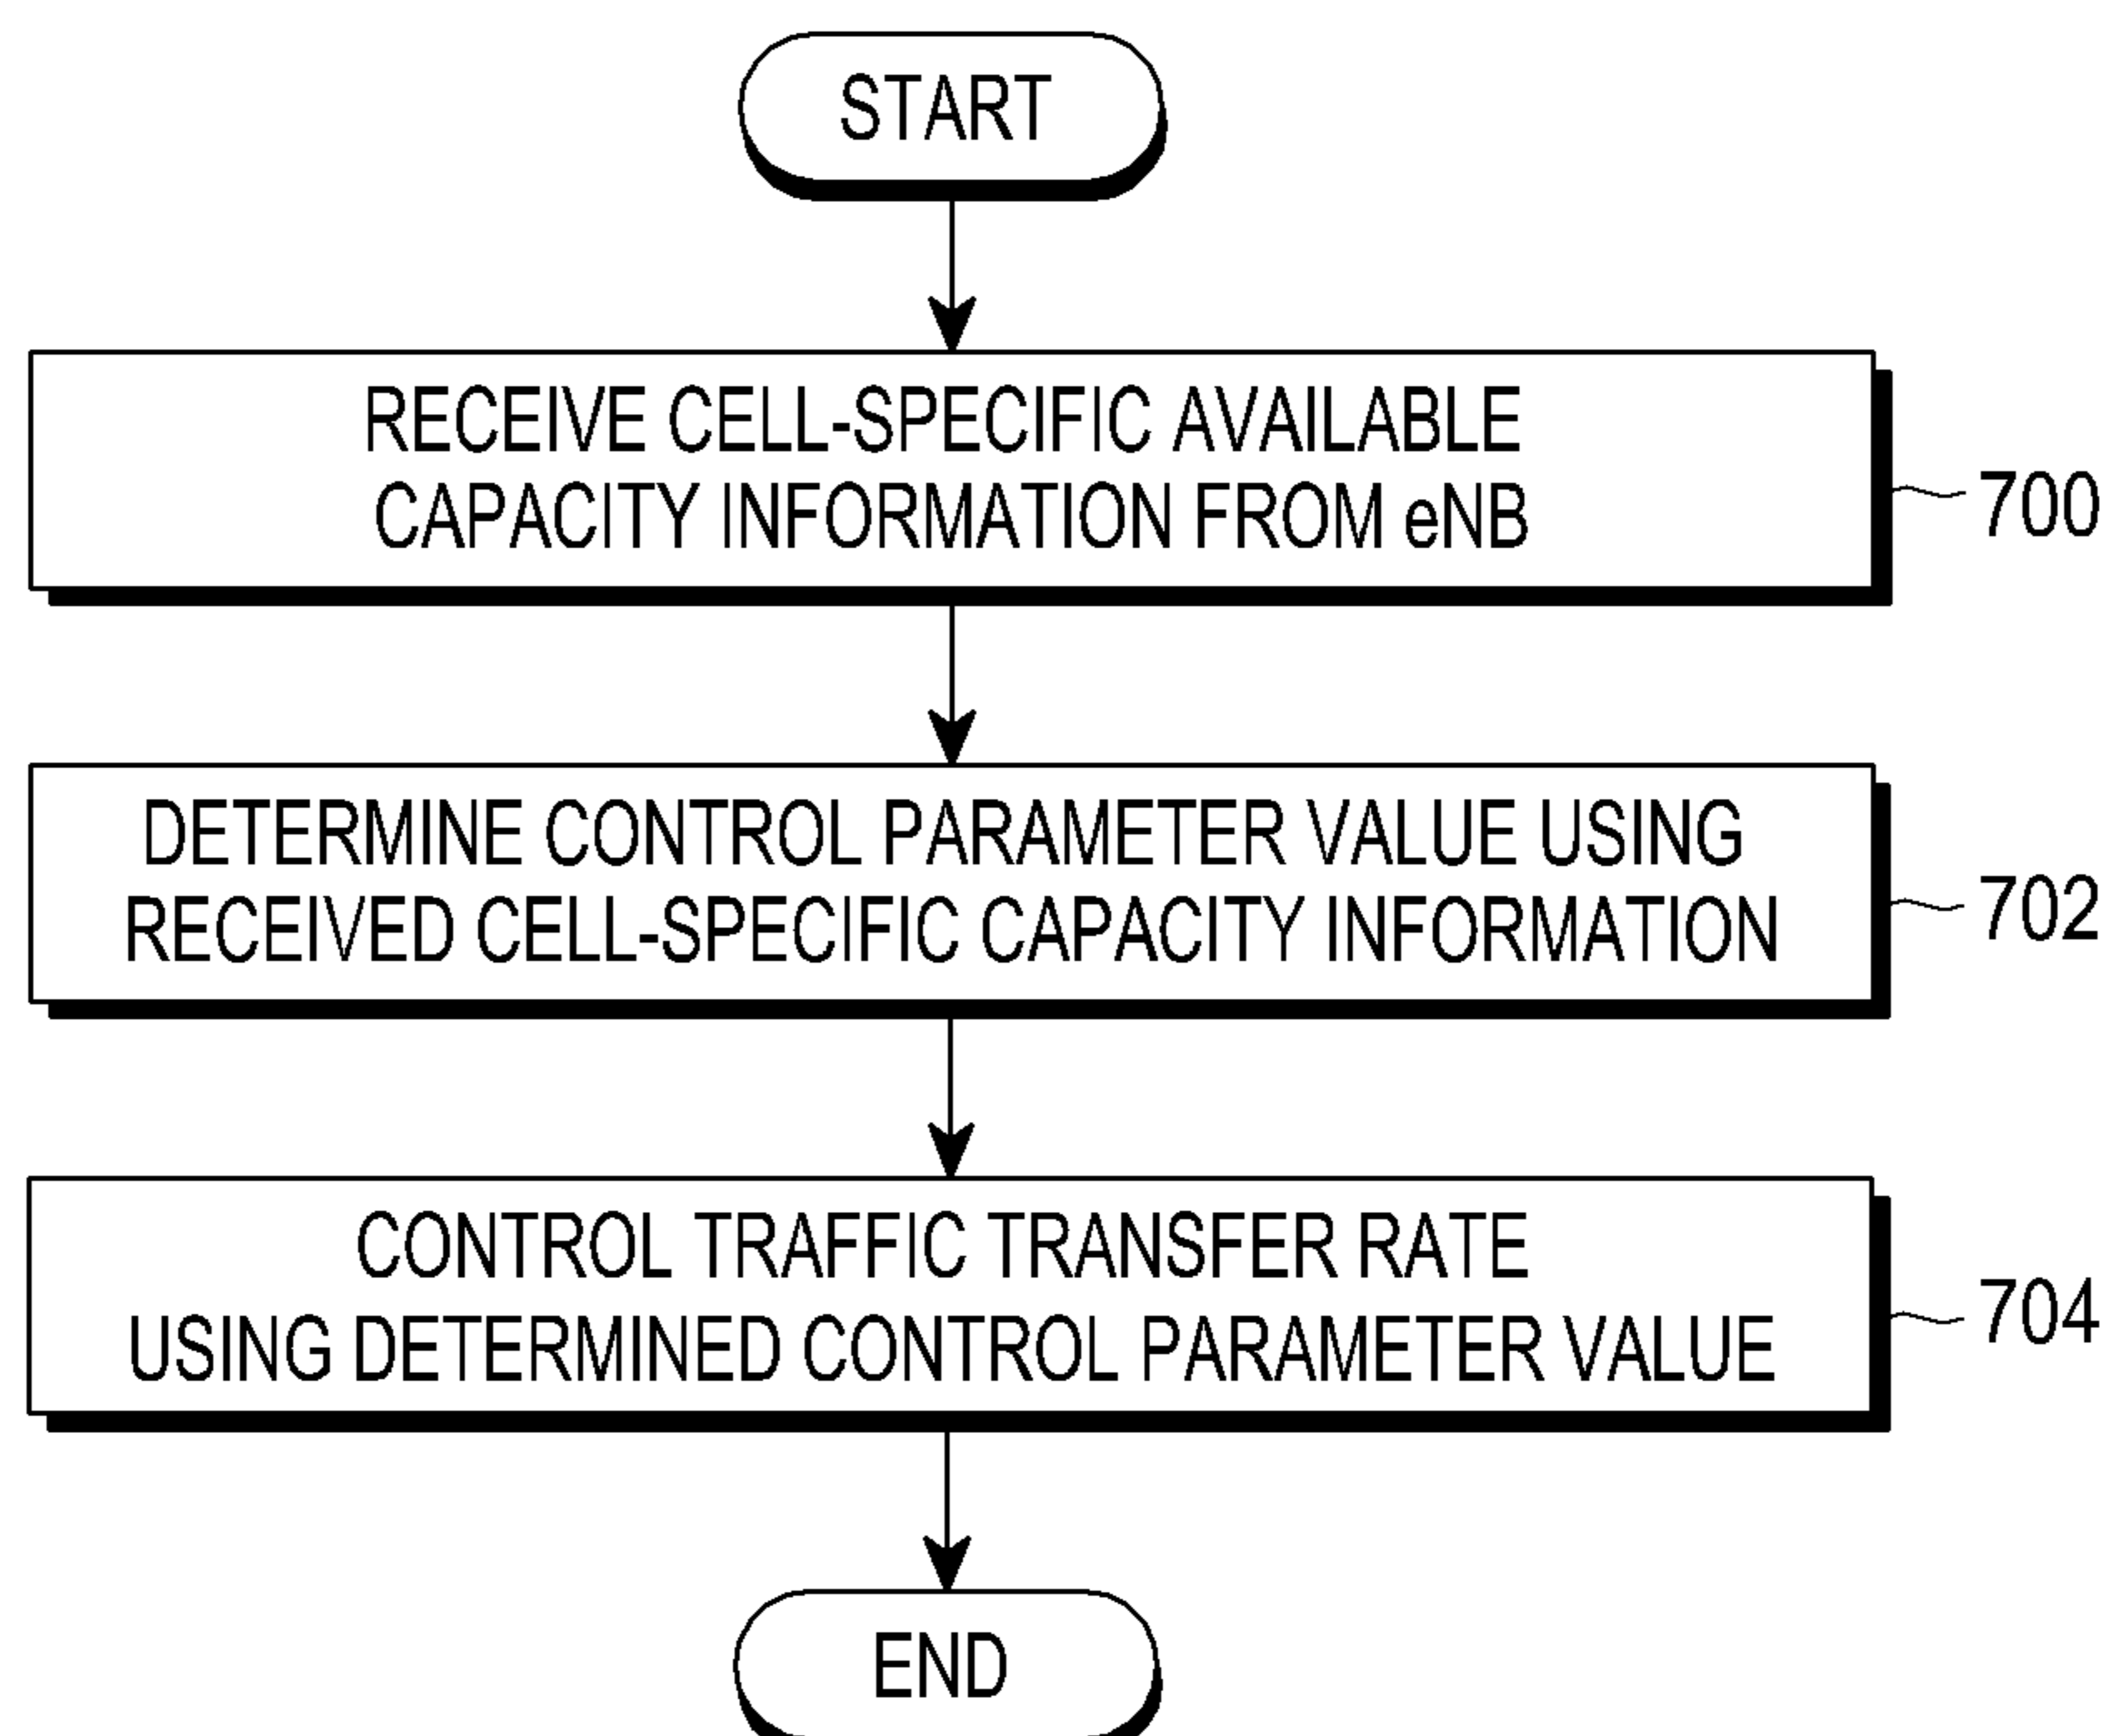 START
RECEIVE CELL-SPECIFIC AVAILABLE
CAPACITY INFORMATION FROM eNB
700
DETERMINE CONTROL PARAMETER VALUE USING
RECEIVED CELL-SPECIFIC CAPACITY INFORMATION
702
CONTROL TRAFFIC TRANSFER RATE
USING DETERMINED CONTROL PARAMETER VALUE
704
END